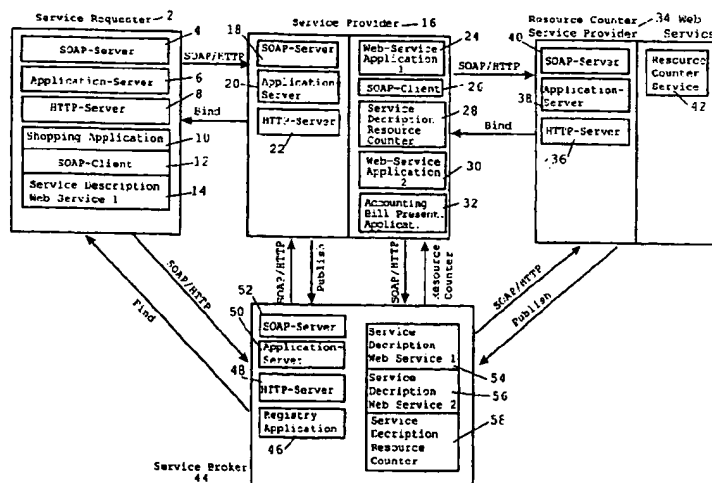 Service Requester 2
4
SOAP-Server
Application-Server
6
HTTP-Server
8
Shopping Application
10
SOAP-Client
12
Service Description
Web Service 1
14
SOAP/HTTP
Bind
Service Provider 16
18
SOAP-Server
20
Application
Server
HTTP-Server
22
Web-Service
Application
1
24
SOAP-Client
26
Service
Decription
Resource
Counter
28
Web-Service
Application
2
30
Accounting
Bill Present.
Applicat.
32
SOAP/HTTP
Bind
Resource Counter
Service Provider
34
40
SOAP-Server
38
Application-
Server
HTTP-Server
36
Web
Service
Resource
Counter
Service
42
SOAP/HTTP
Find
SOAP/HTTP
Publish
SOAP/HTTP
Resource
Counter
SOAP/HTTP
Publish
52
SOAP-Server
50
Application-
Server
48
HTTP-Server
Registry
Application
46
Service
Decription
Web Service 1
54
Service
Decription
Web Service 2
56
Service
Decription
Resource
Counter
58
Service Broker
44